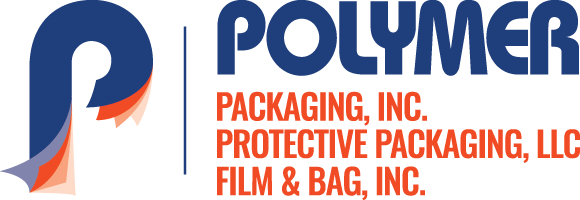 POLYMER
PACKAGING, INC.
PROTECTIVE PACKAGING, LLC
FILM & BAG, INC.